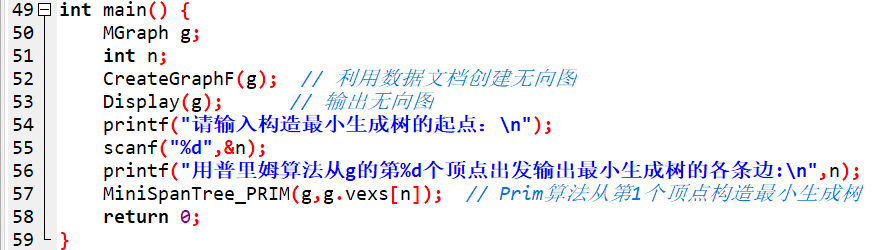 49 int main() {
50 MGraph g;
51 int n;
52 CreateGraphF(g); // 利用数据文档创建无向图
53 Display(g); // 输出无向图
54 printf("请输入构造最小生成树的起点：\n");
55 scanf("%d",&n);
56 printf("用普里姆算法从g的第%d个顶点出发输出最小生成树的各条边:\n",n);
57 MiniSpanTree_PRIM(g,g.vexs[n]); // Prim算法从第1个顶点构造最小生成树
58 return 0;
59 }